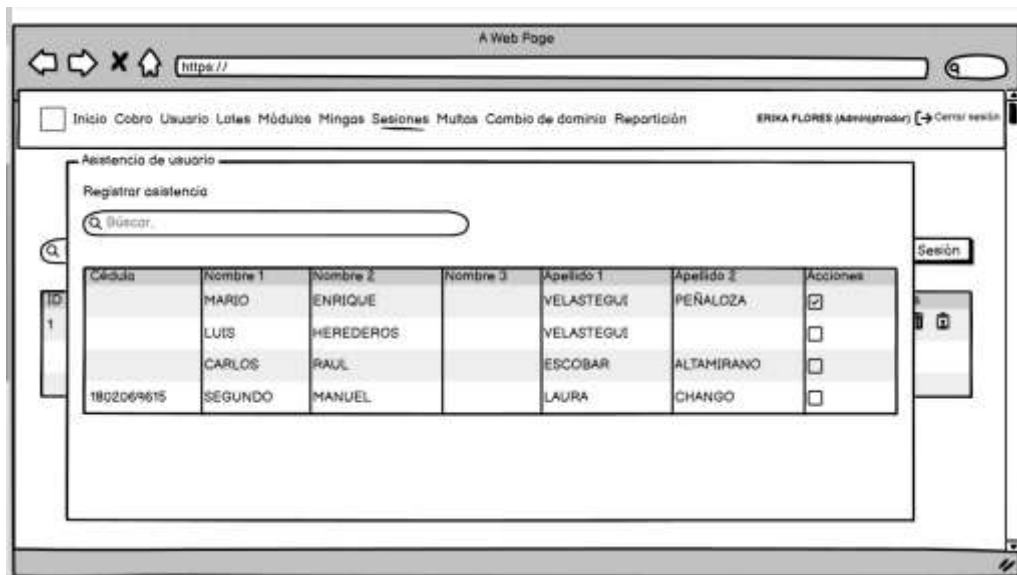 A Web Page
https://
Inicio Cobro Usuario Lotes Módulos Mingas Sesiones Multas Cambio de dominio Repartición ERIKA FLORES (Administrador) Cerrar sesión
Asistencia de usuario
Registrar asistencia
Búscar..
Sesión
Cédula Nombre 1 Nombre 2 Nombre 3 Apellido 1 Apellido 2 Acciones
ID s
MARIO ENRIQUE VELASTEGUI PEÑALOZA
1
LUIS HEREDEROS VELASTEGUI
CARLOS RAUL ESCOBAR ALTAMIRANO
1802069615 SEGUNDO MANUEL LAURA CHANGO